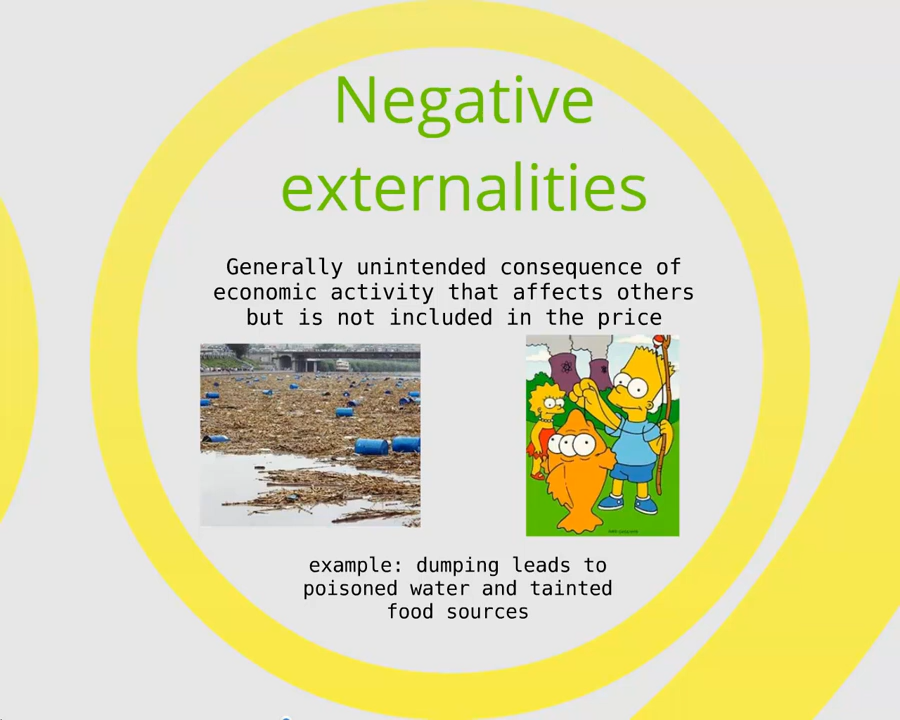 Negative
externalities
Generally unintended consequence of
economic activity that affects others
but is not included in the price
example: dumping leads to
poisoned water and tainted
food sources